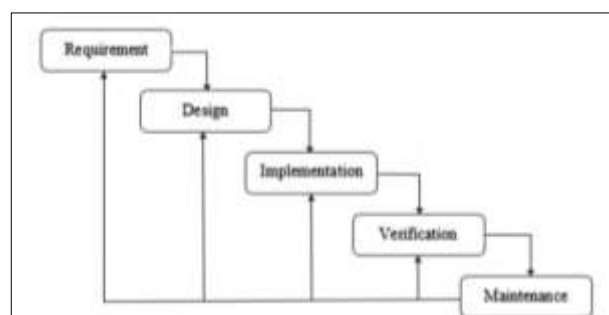 Requirement
Design
Implementation
Verification
Maintenance